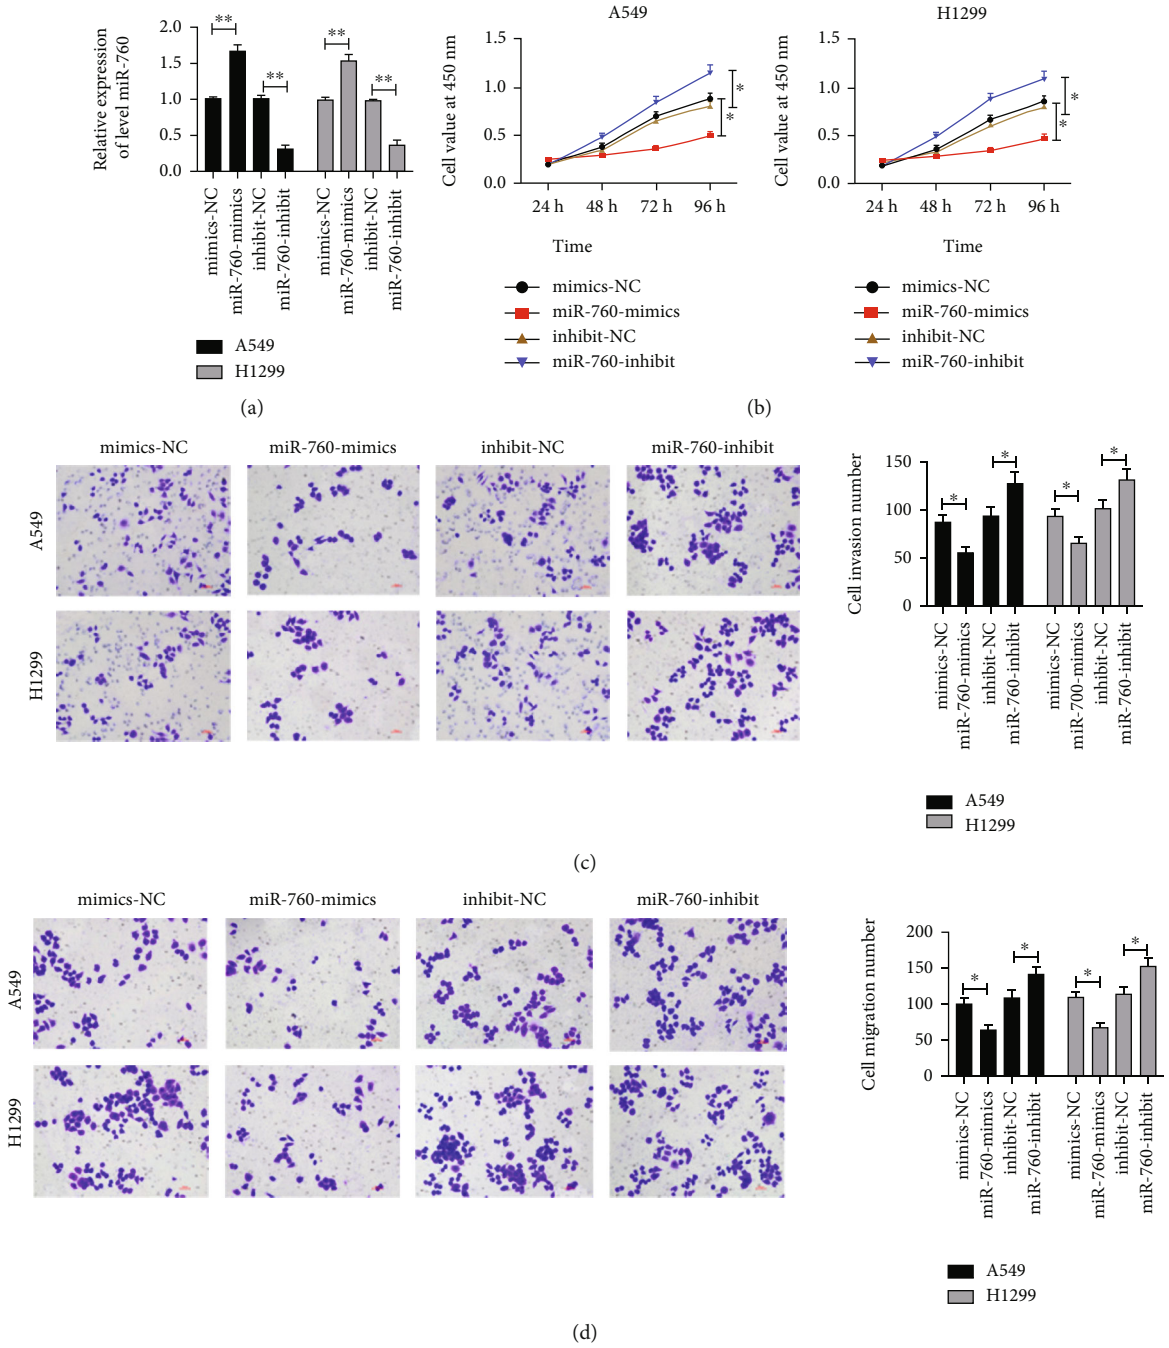 Relative expression
of level miR-760
2.0
1.5
1.0
0.5
0.0
** ** ** **
mimics-NC
miR-760-mimics
inhibit-NC
miR-760-inhibit
mimics-NC
miR-760-mimics
inhibit-NC
miR-760-inhibit
A549
H1299
(a)
A549
Cell value at 450 nm
1.5
1.0
0.5
0.0
* *
24 h 48 h 72 h 96 h
Time
mimics-NC
miR-760-mimics
inhibit-NC
miR-760-inhibit
H1299
Cell value at 450 nm
1.5
1.0
0.5
0.0
* *
24 h 48 h 72 h 96 h
Time
mimics-NC
miR-760-mimics
inhibit-NC
miR-760-inhibit
(b)
mimics-NC miR-760-mimics inhibit-NC miR-760-inhibit
A549
H1299
Cell invasion number
150
100
50
0
* * * *
mimics-NC
miR-760-mimics
inhibit-NC
miR-760-inhibit
mimics-NC
miR-700-mimics
inhibit-NC
miR-760-inhibit
A549
H1299
(c)
mimics-NC miR-760-mimics inhibit-NC miR-760-inhibit
A549
H1299
Cell migration number
200
150
100
50
0
* * * *
mimics-NC
miR-760-mimics
inhibit-NC
miR-760-inhibit
mimics-NC
miR-760-mimics
inhibit-NC
miR-760-inhibit
A549
H1299
(d)